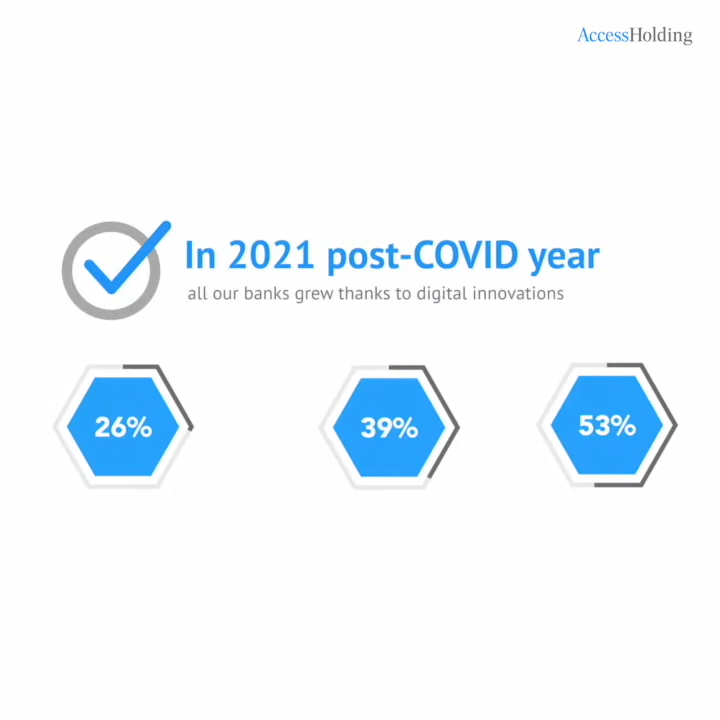 AccessHolding
In 2021 post-COVID year
all our banks grew thanks to digital innovations
26%
39%
53%